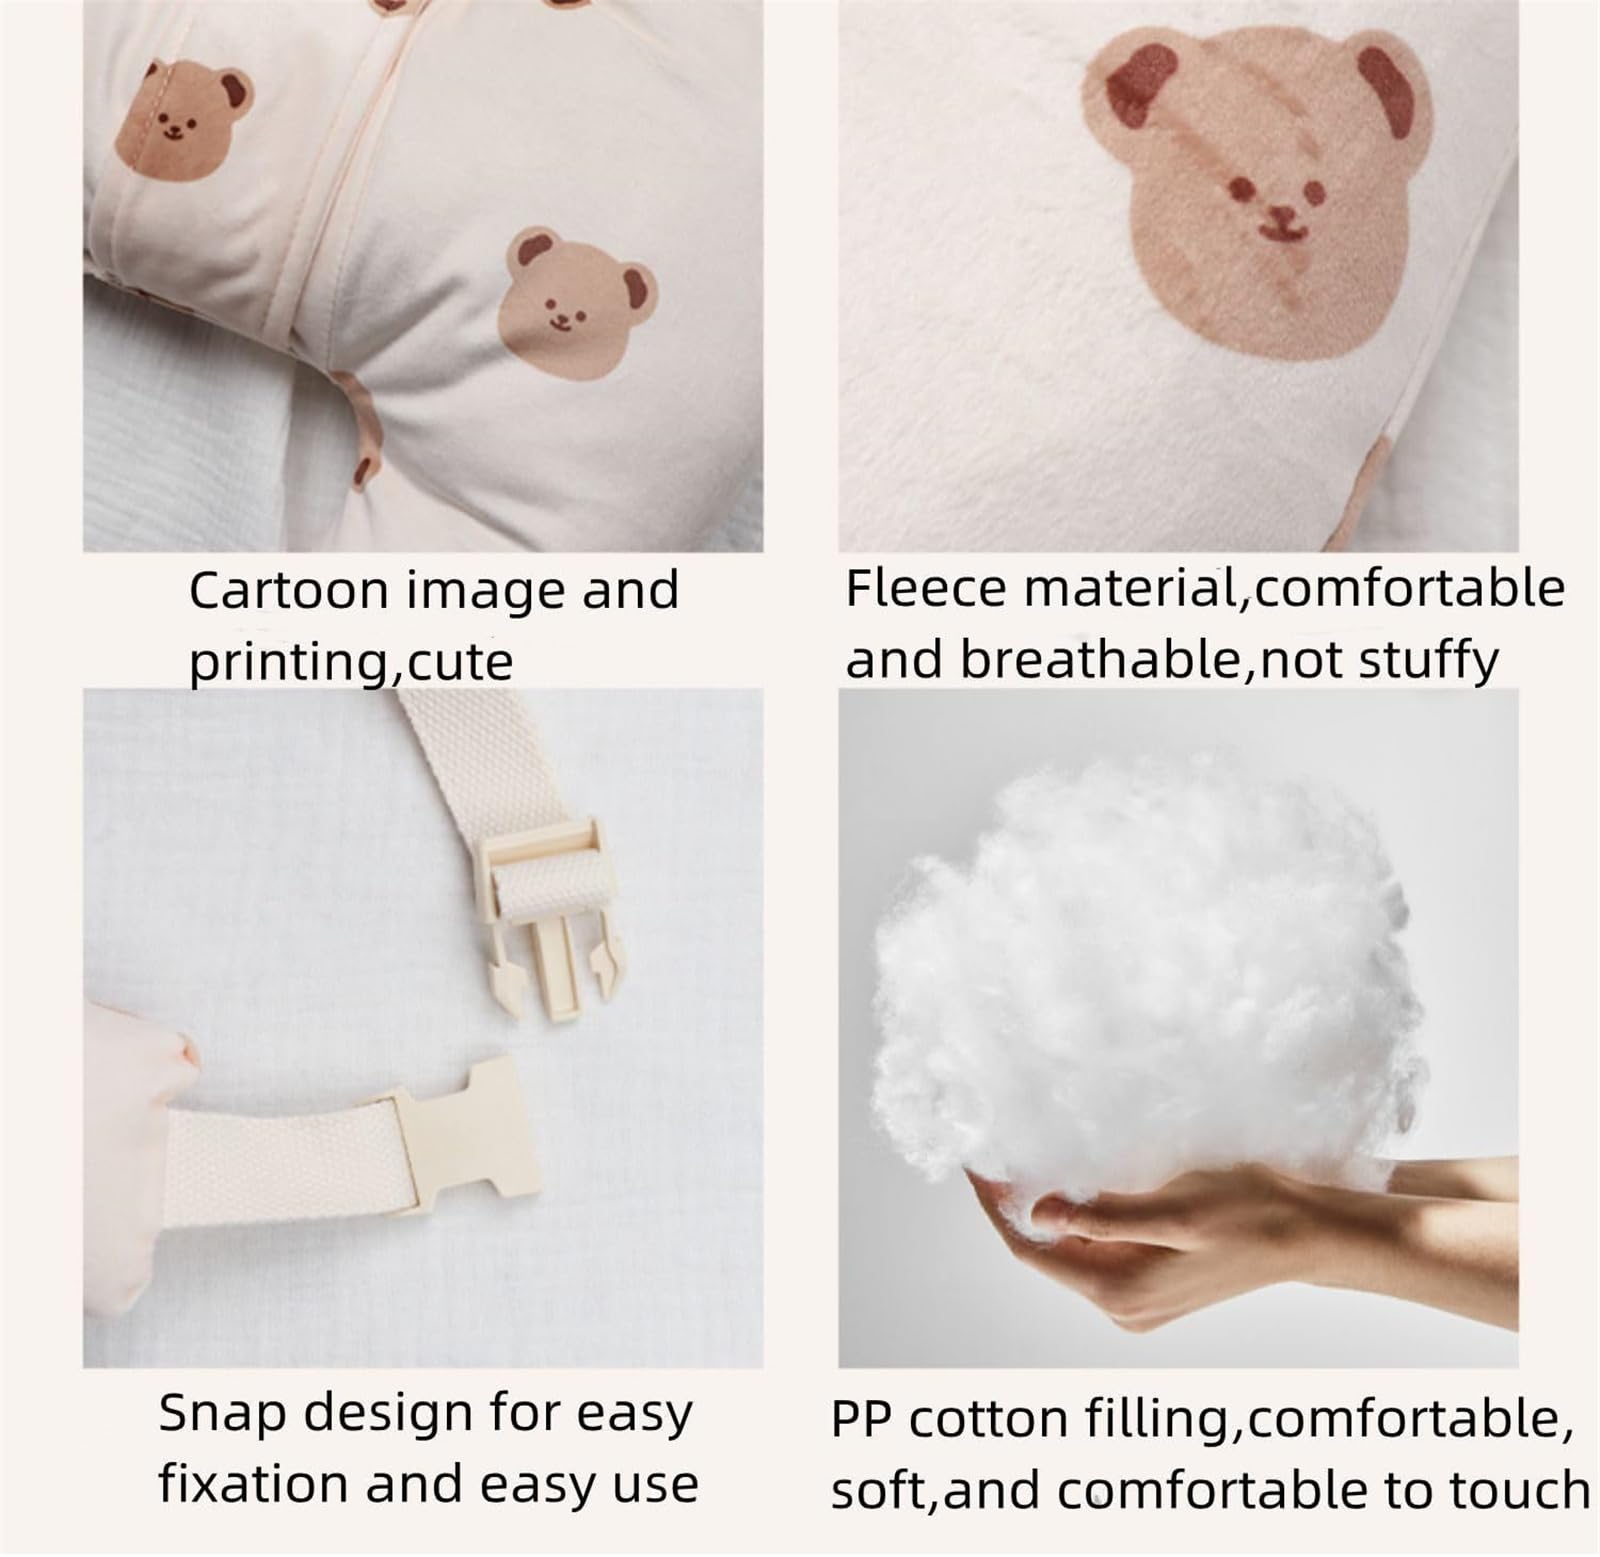 Cartoon image and
printing,cute
Fleece material,comfortable
and breathable,not stuffy
Snap design for easy
fixation and easy use
PP cotton filling,comfortable,
soft,and comfortable to touch